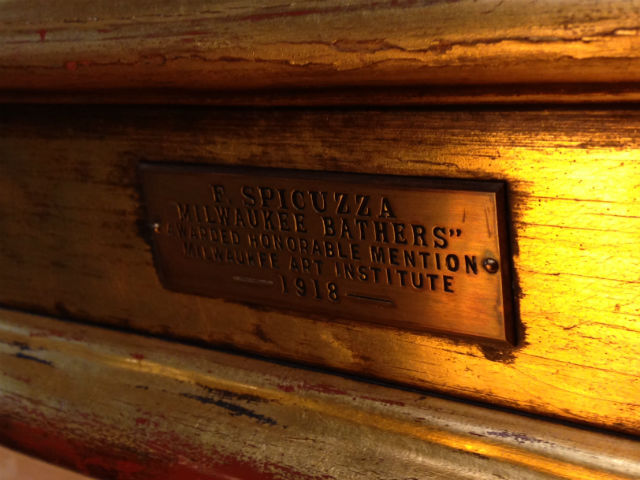 F. SPICUZZA
MILWAUKEE BATHERS"
AWARDED HONORABLE MENTION
MILWAUKEE ART INSTITUTE
1918